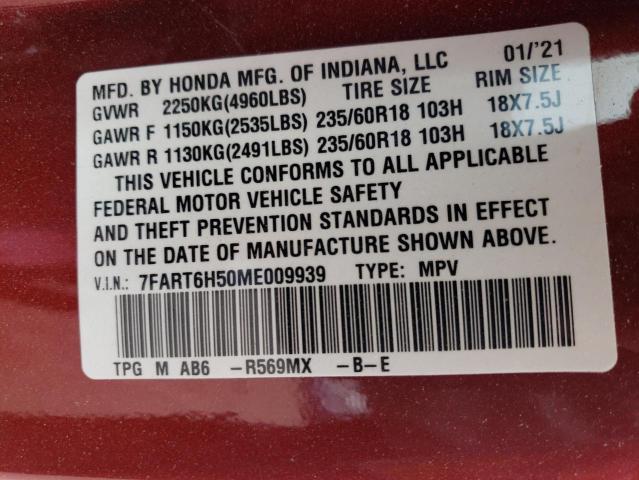 MFD. BY HONDA MFG. OF INDIANA, LLC 01/'21
GVWR 2250KG(4960LBS) TIRE SIZE RIM SIZE
GAWR F 1150KG(2535LBS) 235/60R18 103H 18X7.5J
GAWR R 1130KG(2491LBS) 235/60R18 103H 18X7.5J
THIS VEHICLE CONFORMS TO ALL APPLICABLE
FEDERAL MOTOR VEHICLE SAFETY
AND THEFT PREVENTION STANDARDS IN EFFECT
ON THE DATE OF MANUFACTURE SHOWN ABOVE.
V.I.N.: 7FART6H50ME009939 TYPE: MPV
TPG M AB6 -R569MX -B-E